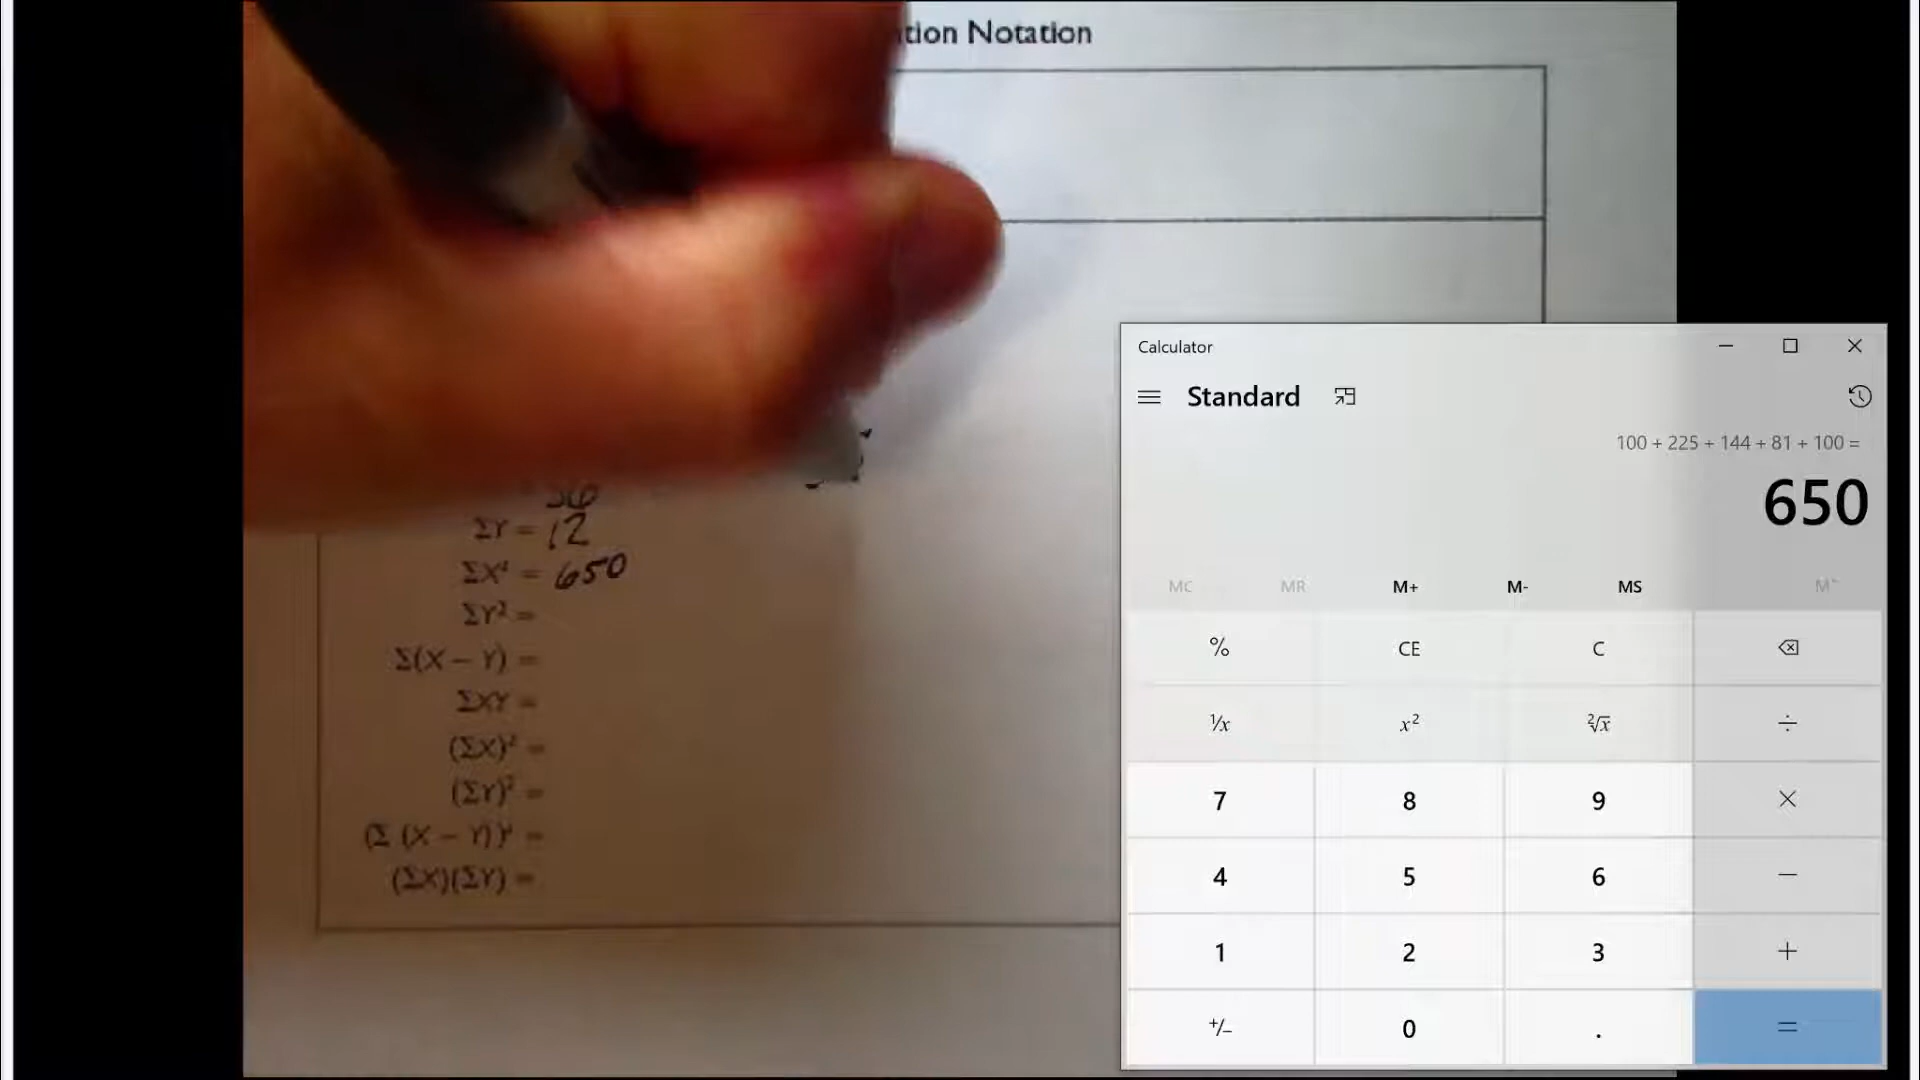 tion Notation
56
ΣY = 12
ΣX² = 650
ΣY² =
Σ(X – Y) =
ΣXY =
(ΣX)² =
(ΣY)² =
(Σ (X – Y))² =
(ΣX)(ΣY) =
Calculator
Standard
100 + 225 + 144 + 81 + 100 =
650
MC MR M+ M- MS M˅
% CE C
¹/x x² ²√x ÷
7 8 9 ×
4 5 6 −
1 2 3 +
+/− 0 . =